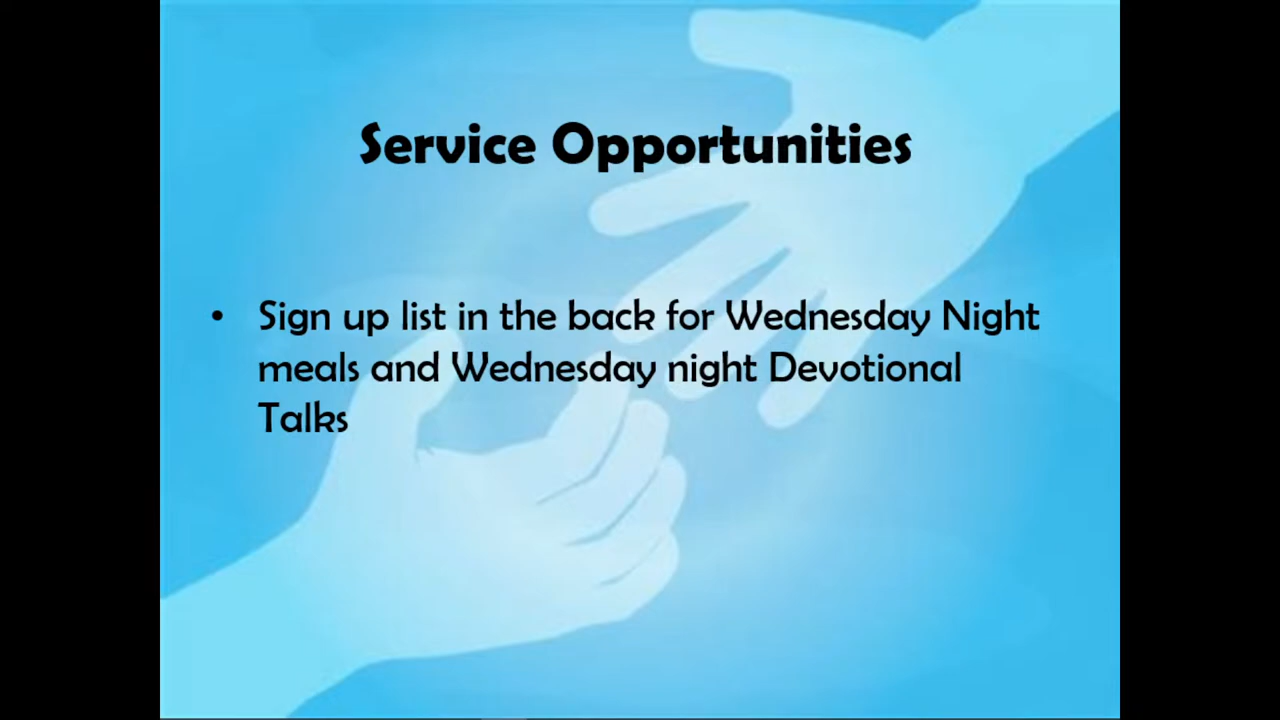 Service Opportunities
• Sign up list in the back for Wednesday Night
meals and Wednesday night Devotional
Talks